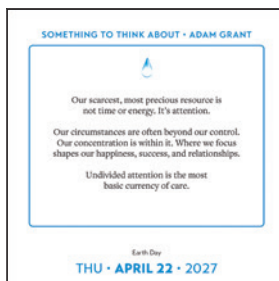 SOMETHING TO THINK ABOUT • ADAM GRANT
Our scarcest, most precious resource is
not time or energy. It's attention.
Our circumstances are often beyond our control.
Our concentration is within it. Where we focus
shapes our happiness, success, and relationships.
Undivided attention is the most
basic currency of care.
Earth Day
THU • APRIL 22 • 2027